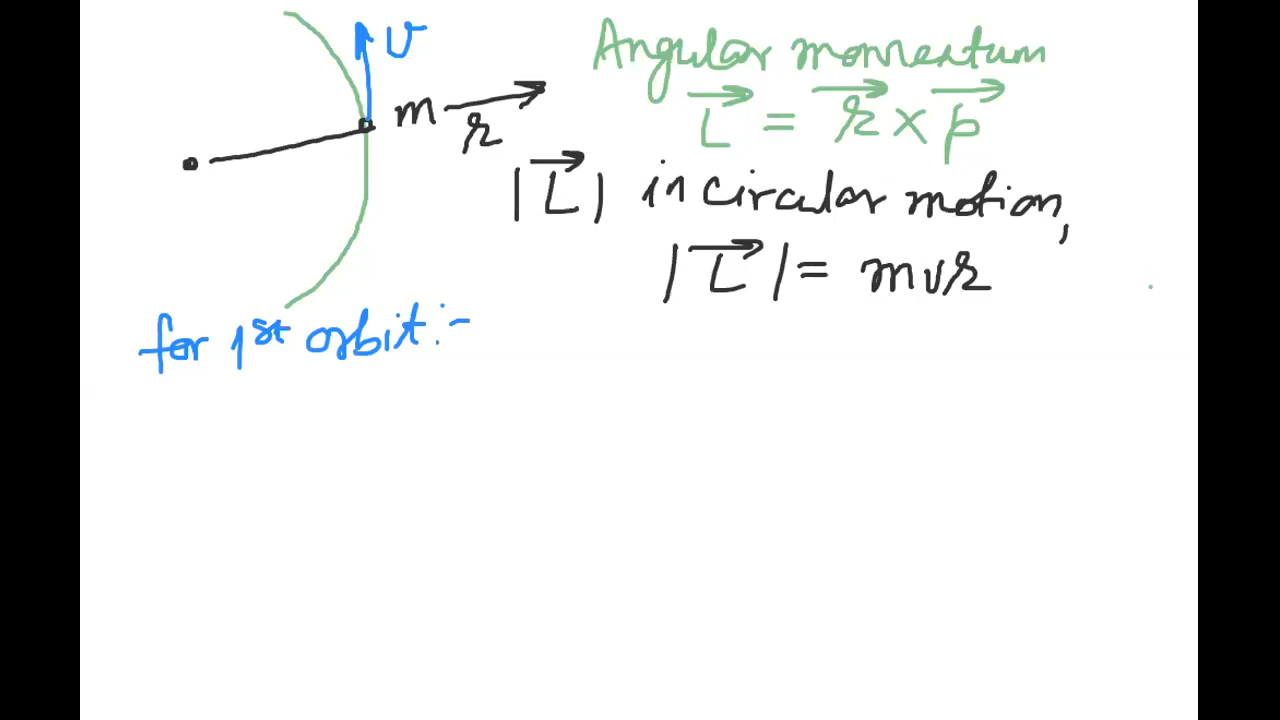 v
m
r
Angular momentum
L = r × p
|L| in circular motion,
|L| = mvr
for 1st orbit :-